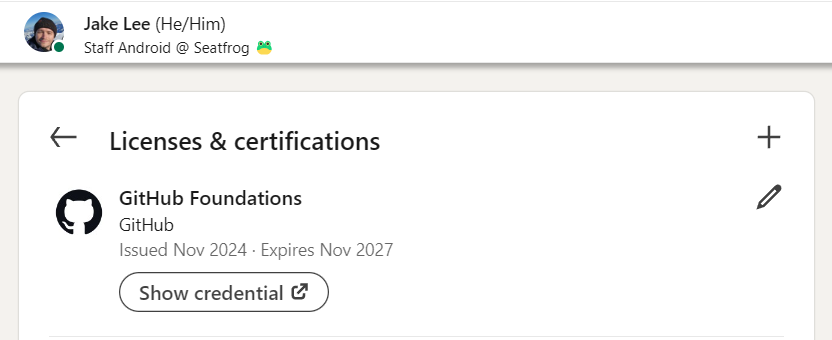 Jake Lee (He/Him)
Staff Android @ Seatfrog 🐸
Licenses & certifications
GitHub Foundations
GitHub
Issued Nov 2024 · Expires Nov 2027
Show credential